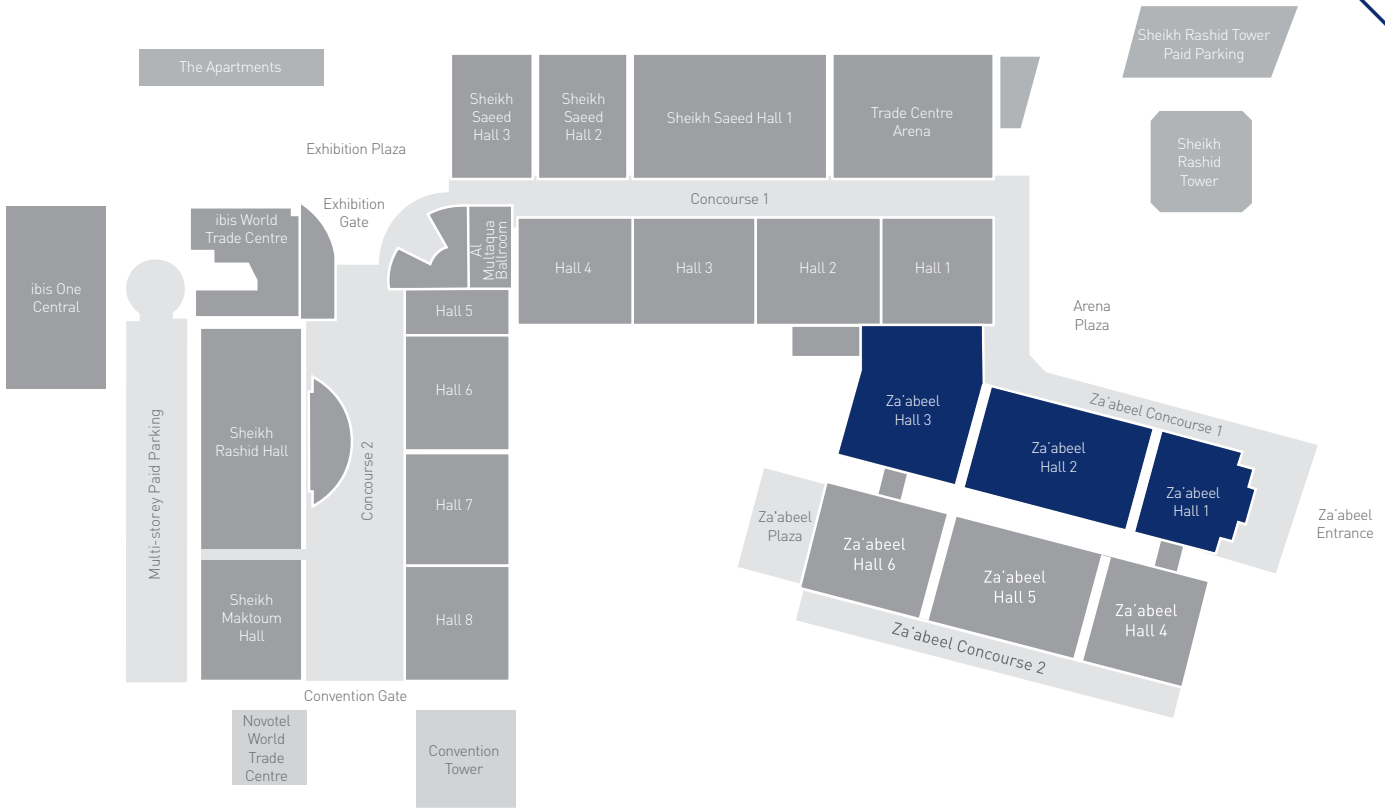 Sheikh Rashid Tower
Paid Parking
The Apartments
Sheikh
Saeed
Hall 3
Sheikh
Saeed
Hall 2
Sheikh Saeed Hall 1
Trade Centre
Arena
Sheikh
Rashid
Tower
Exhibition Plaza
Exhibition
Gate
Concourse 1
ibis World
Trade Centre
Al
Multaqua
Ballroom
Hall 4
Hall 3
Hall 2
Hall 1
ibis One
Central
Hall 5
Arena
Plaza
Hall 6
Za'abeel
Hall 3
Za'abeel Concourse 1
Sheikh
Rashid Hall
Multi-storey Paid Parking
Concourse 2
Za'abeel
Hall 2
Hall 7
Za'abeel
Hall 1
Za'abeel
Plaza
Za'abeel
Entrance
Za'abeel
Hall 6
Za'abeel
Hall 5
Za'abeel
Hall 4
Sheikh
Maktoum
Hall
Hall 8
Za'abeel Concourse 2
Convention Gate
Novotel
World
Trade
Centre
Convention
Tower